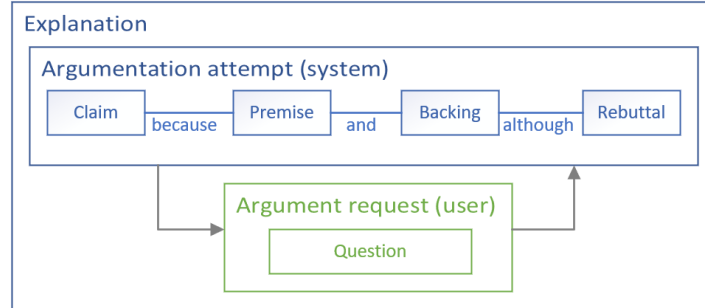 Explanation
Argumentation attempt (system)
Claim because Premise and Backing although Rebuttal
Argument request (user)
Question